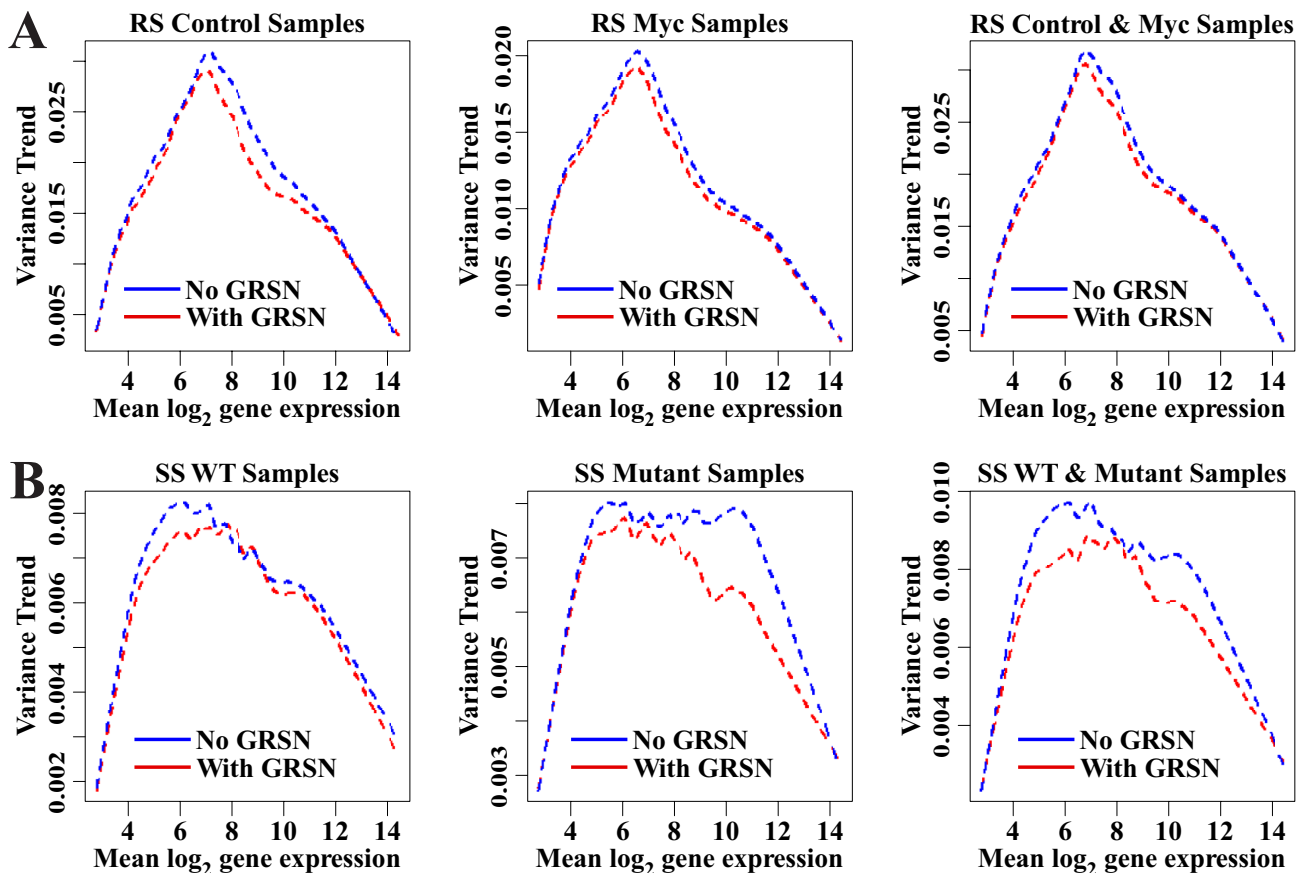 A
RS Control Samples
Variance Trend
0.005 0.015 0.025
No GRSN
With GRSN
4 6 8 10 12 14
Mean log2 gene expression
RS Myc Samples
Variance Trend
0.005 0.010 0.015 0.020
No GRSN
With GRSN
4 6 8 10 12 14
Mean log2 gene expression
RS Control & Myc Samples
Variance Trend
0.005 0.015 0.025
No GRSN
With GRSN
4 6 8 10 12 14
Mean log2 gene expression
B
SS WT Samples
Variance Trend
0.002 0.004 0.006 0.008
No GRSN
With GRSN
4 6 8 10 12 14
Mean log2 gene expression
SS Mutant Samples
Variance Trend
0.003 0.005 0.007
No GRSN
With GRSN
4 6 8 10 12 14
Mean log2 gene expression
SS WT & Mutant Samples
Variance Trend
0.004 0.006 0.008 0.010
No GRSN
With GRSN
4 6 8 10 12 14
Mean log2 gene expression